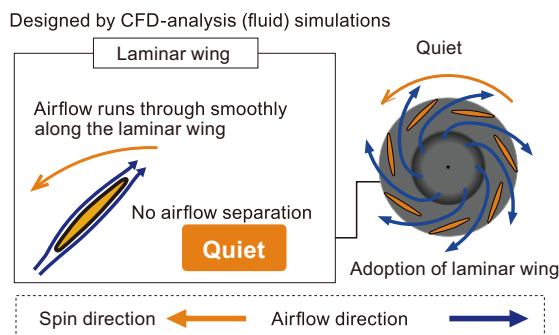 Designed by CFD-analysis (fluid) simulations
Laminar wing
Quiet
Airflow runs through smoothly
along the laminar wing
No airflow separation
Quiet
Adoption of laminar wing
Spin direction
Airflow direction